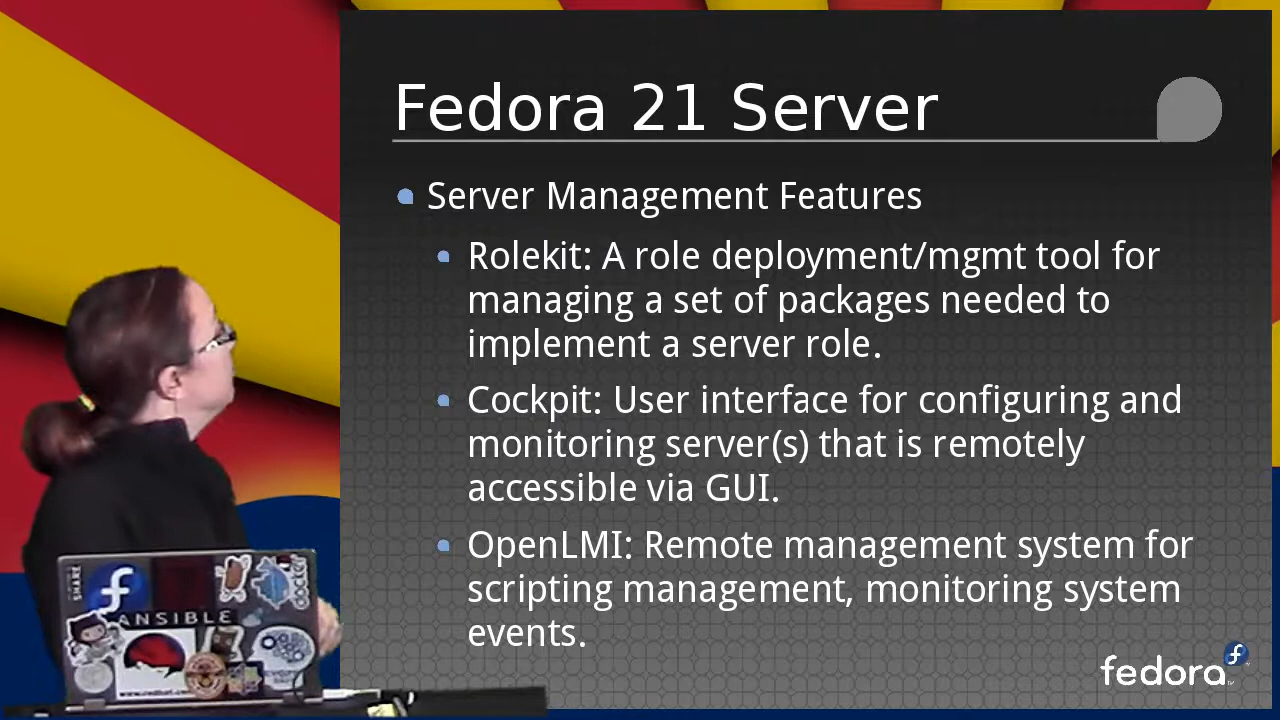 Fedora 21 Server
Server Management Features
Rolekit: A role deployment/mgmt tool for
managing a set of packages needed to
implement a server role.
Cockpit: User interface for configuring and
monitoring server(s) that is remotely
accessible via GUI.
OpenLMI: Remote management system for
scripting management, monitoring system
events.
fedora
SHARE
docker
ANSIBLE